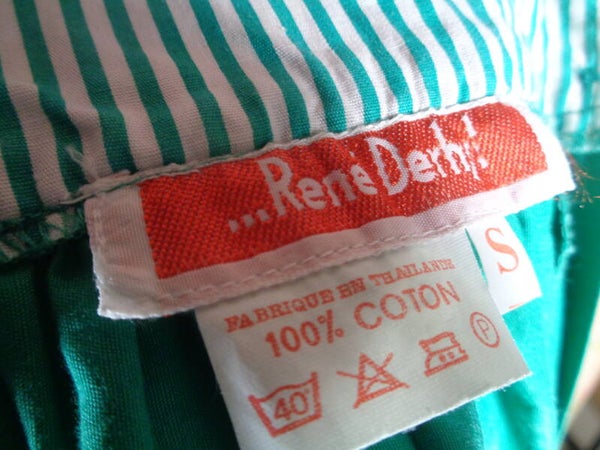 ...René Derhy!
S
FABRIQUE EN THAILANDE
100% COTON
40°
P